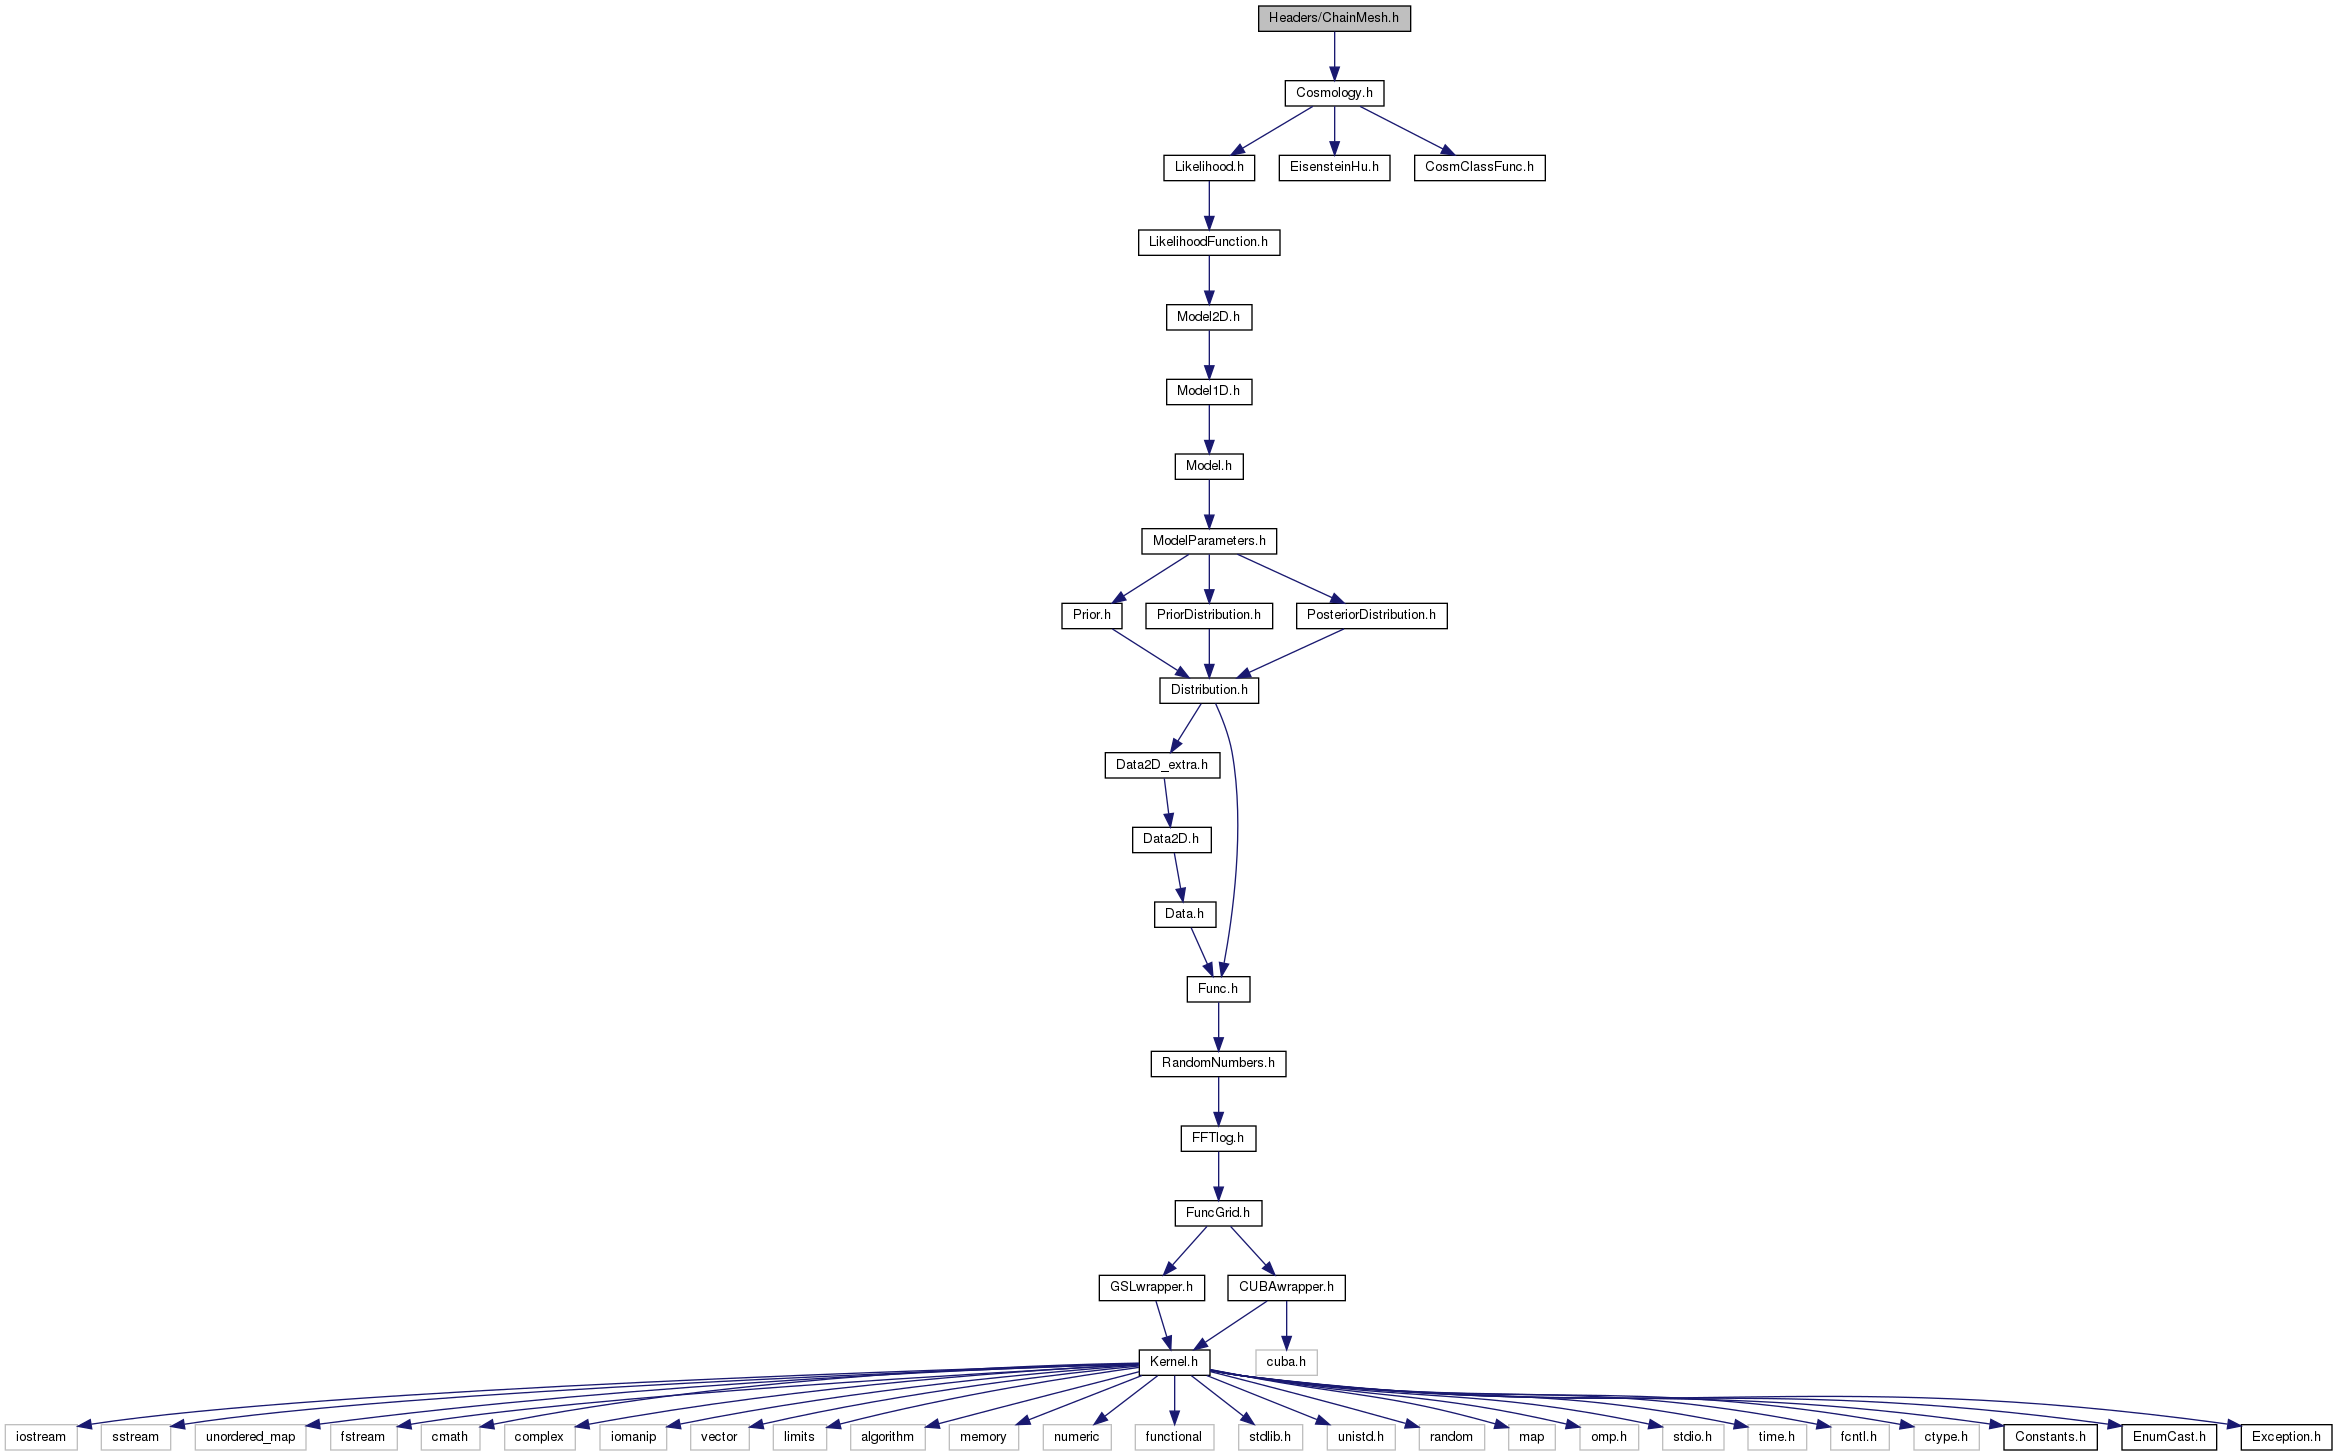 Headers/ChainMesh.h
Cosmology.h
Likelihood.h
EisensteinHu.h
CosmClassFunc.h
LikelihoodFunction.h
Model2D.h
Model1D.h
Model.h
ModelParameters.h
Prior.h
PriorDistribution.h
PosteriorDistribution.h
Distribution.h
Data2D_extra.h
Data2D.h
Data.h
Func.h
RandomNumbers.h
FFTlog.h
FuncGrid.h
GSLwrapper.h
CUBAwrapper.h
Kernel.h
cuba.h
iostream
sstream
unordered_map
fstream
cmath
complex
iomanip
vector
limits
algorithm
memory
numeric
functional
stdlib.h
unistd.h
random
map
omp.h
stdio.h
time.h
fcntl.h
ctype.h
Constants.h
EnumCast.h
Exception.h